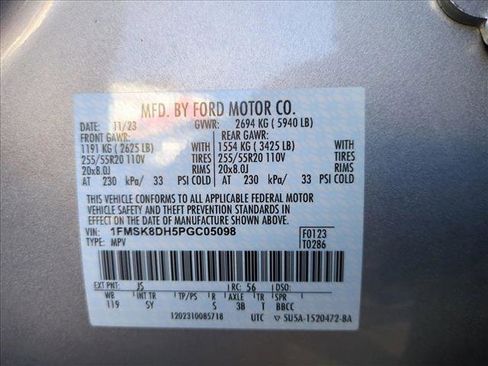 MFD. BY FORD MOTOR CO.
DATE: 11/23 GVWR: 2694 KG ( 5940 LB)
FRONT GAWR: REAR GAWR:
1191 KG ( 2625 LB) WITH 1554 KG ( 3425 LB) WITH
255/55R20 110V TIRES 255/55R20 110V TIRES
20x8.0J RIMS 20x8.0J RIMS
AT 230 kPa/ 33 PSI COLD AT 230 kPa/ 33 PSI COLD
THIS VEHICLE CONFORMS TO ALL APPLICABLE FEDERAL MOTOR
VEHICLE SAFETY AND THEFT PREVENTION STANDARDS IN EFFECT
ON THE DATE OF MANUFACTURE SHOWN ABOVE.
VIN: 1FMSK8DH5PGC05098 F0123
TYPE: MPV T0286
EXT PNT: JS RC: 56 DSO:
WB INT TR TP/PS R AXLE TR SPR
119 SY S 3B T BBCC
1202310085718 UTC 5U5A-1520472-BA